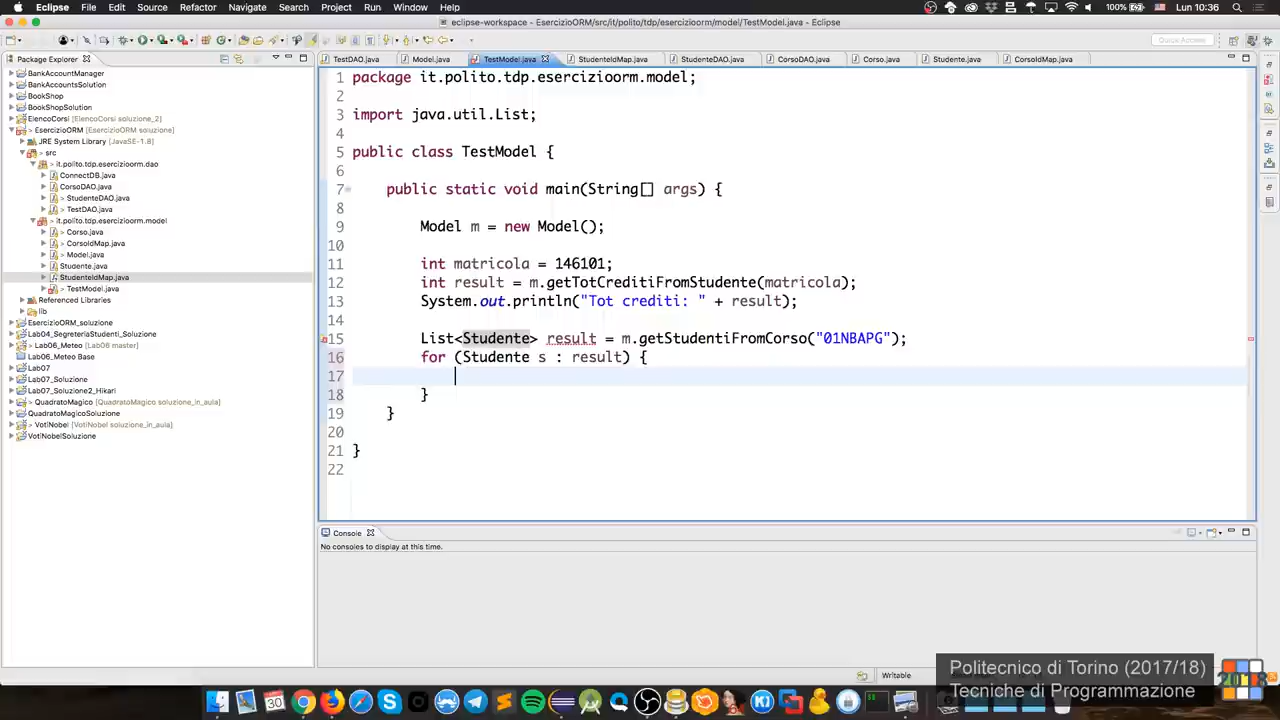 Eclipse File Edit Source Refactor Navigate Search Project Run Window Help 100% Lun 10:36
eclipse-workspace - EsercizioORM/src/it/polito/tdp/esercizioorm/model/TestModel.java - Eclipse
Quick Access
Package Explorer
BankAccountManager
BankAccountsSolution
BookShop
BookShopSolution
ElencoCorsi [ElencoCorsi soluzione_2]
> EsercizioORM [EsercizioORM soluzione]
JRE System Library [JavaSE-1.8]
> src
> it.polito.tdp.esercizioorm.dao
ConnectDB.java
> CorsoDAO.java
> StudenteDAO.java
> TestDAO.java
> it.polito.tdp.esercizioorm.model
> Corso.java
> CorsoIdMap.java
> Model.java
> Studente.java
> StudenteIdMap.java
> TestModel.java
Referenced Libraries
> lib
EsercizioORM_soluzione
Lab04_SegreteriaStudenti_Soluzione
> Lab06_Meteo [Lab06 master]
Lab06_Meteo Base
Lab07
Lab07_Soluzione
Lab07_Soluzione2_Hikari
> QuadratoMagico [QuadratoMagico soluzione_in_aula]
QuadratoMagicoSoluzione
> VotiNobel [VotiNobel soluzione_in_aula]
VotiNobelSoluzione
TestDAO.java Model.java TestModel.java StudenteIdMap.java StudenteDAO.java CorsoDAO.java Corso.java Studente.java CorsoIdMap.java
1 package it.polito.tdp.esercizioorm.model;
2
3 import java.util.List;
4
5 public class TestModel {
6
7 public static void main(String[] args) {
8
9 Model m = new Model();
10
11 int matricola = 146101;
12 int result = m.getTotCreditiFromStudente(matricola);
13 System.out.println("Tot crediti: " + result);
14
15 List<Studente> result = m.getStudentiFromCorso("01NBAPG");
16 for (Studente s : result) {
17
18 }
19 }
20
21 }
22
Console
No consoles to display at this time.
Writable
Politecnico di Torino (2017/18)
Tecniche di Programmazione